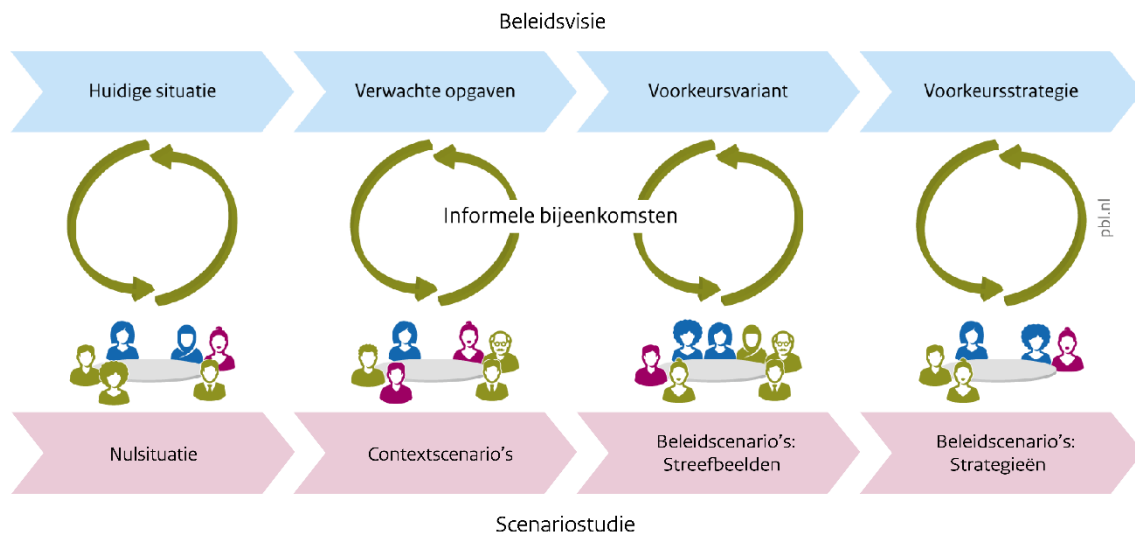 Beleidsvisie
Huidige situatie
Verwachte opgaven
Voorkeursvariant
Voorkeursstrategie
Informele bijeenkomsten
pbl.nl
Nulsituatie
Contextscenario's
Beleidscenario's:
Streefbeelden
Beleidscenario's:
Strategieën
Scenariostudie